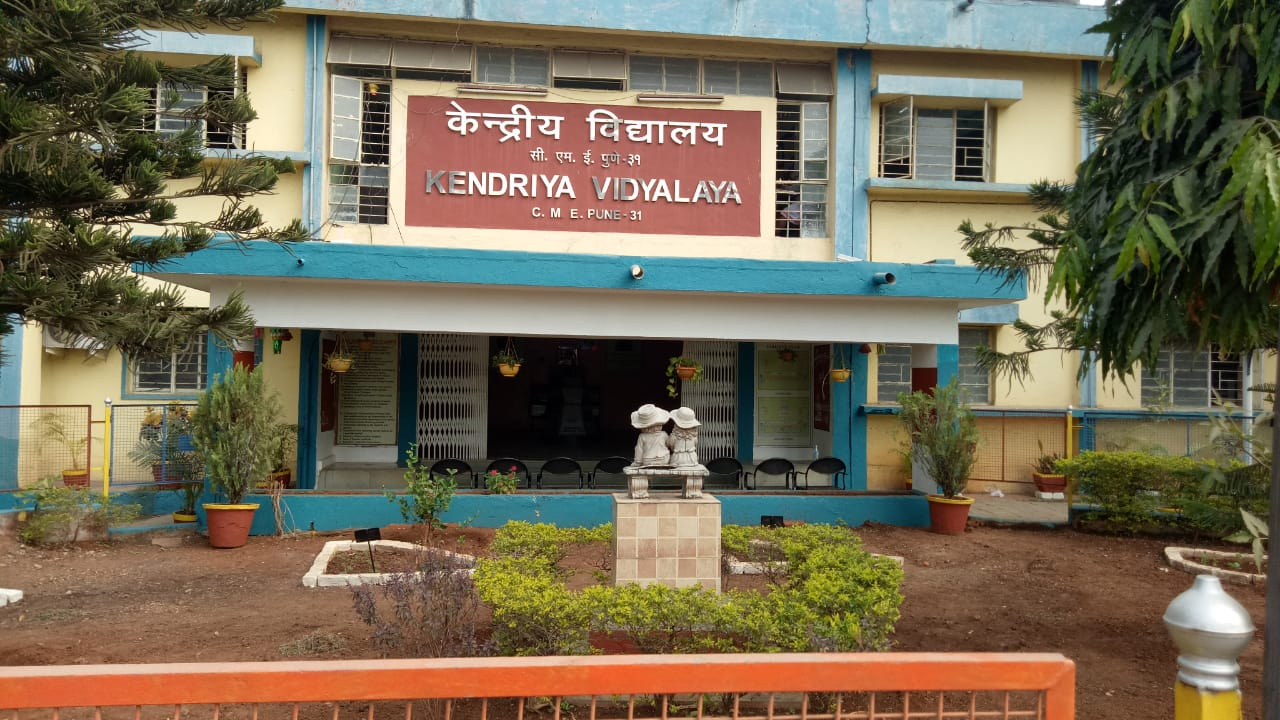 केन्द्रीय विद्यालय
सी. एम. ई. पुणे-३१
KENDRIYA VIDYALAYA
C. M E. PUNE-31